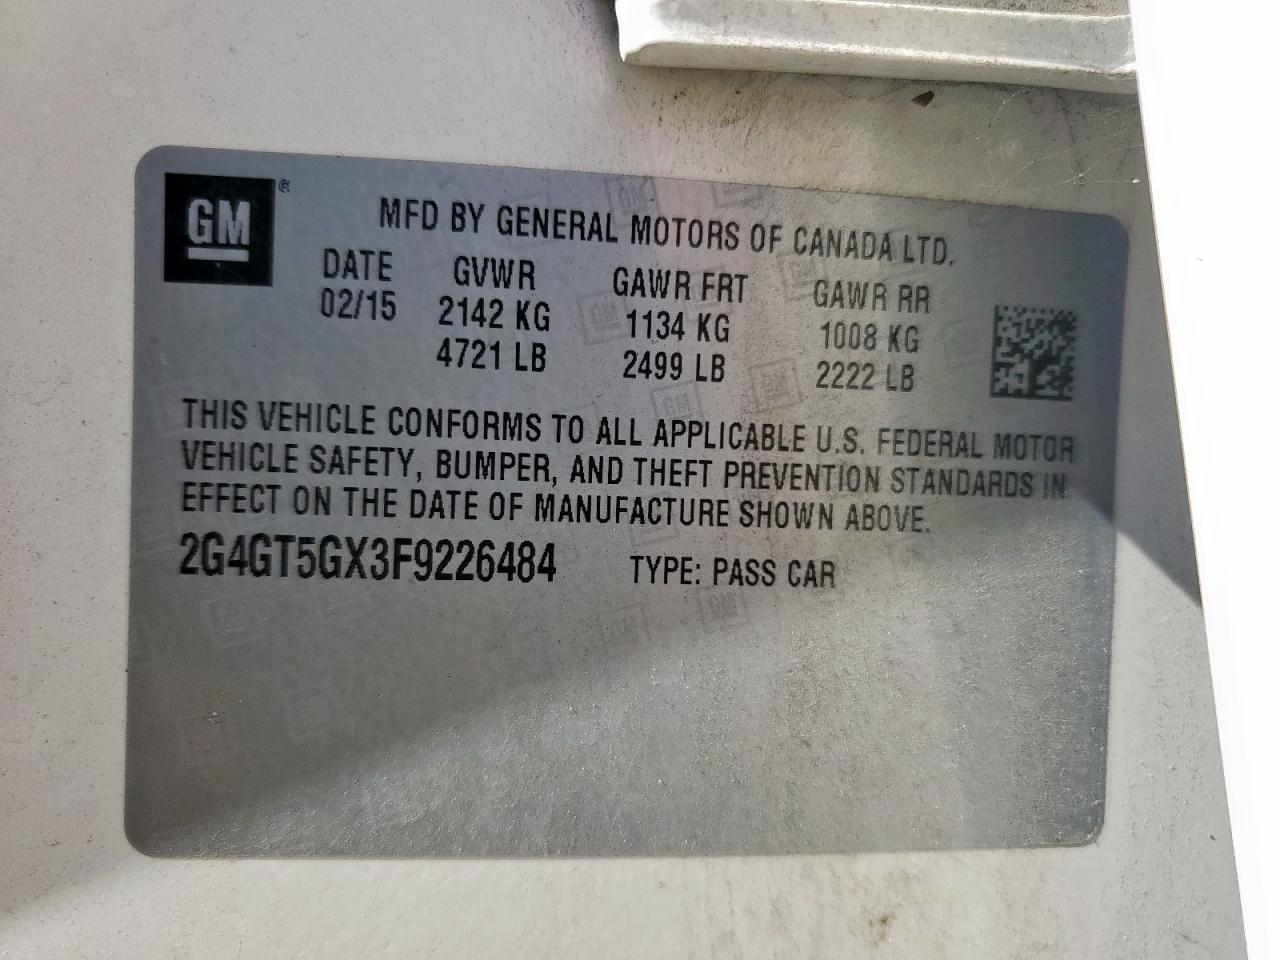 GM ®
MFD BY GENERAL MOTORS OF CANADA LTD.
DATE GVWR GAWR FRT GAWR RR
02/15 2142 KG 1134 KG 1008 KG
4721 LB 2499 LB 2222 LB
THIS VEHICLE CONFORMS TO ALL APPLICABLE U.S. FEDERAL MOTOR
VEHICLE SAFETY, BUMPER, AND THEFT PREVENTION STANDARDS IN
EFFECT ON THE DATE OF MANUFACTURE SHOWN ABOVE.
2G4GT5GX3F9226484 TYPE: PASS CAR